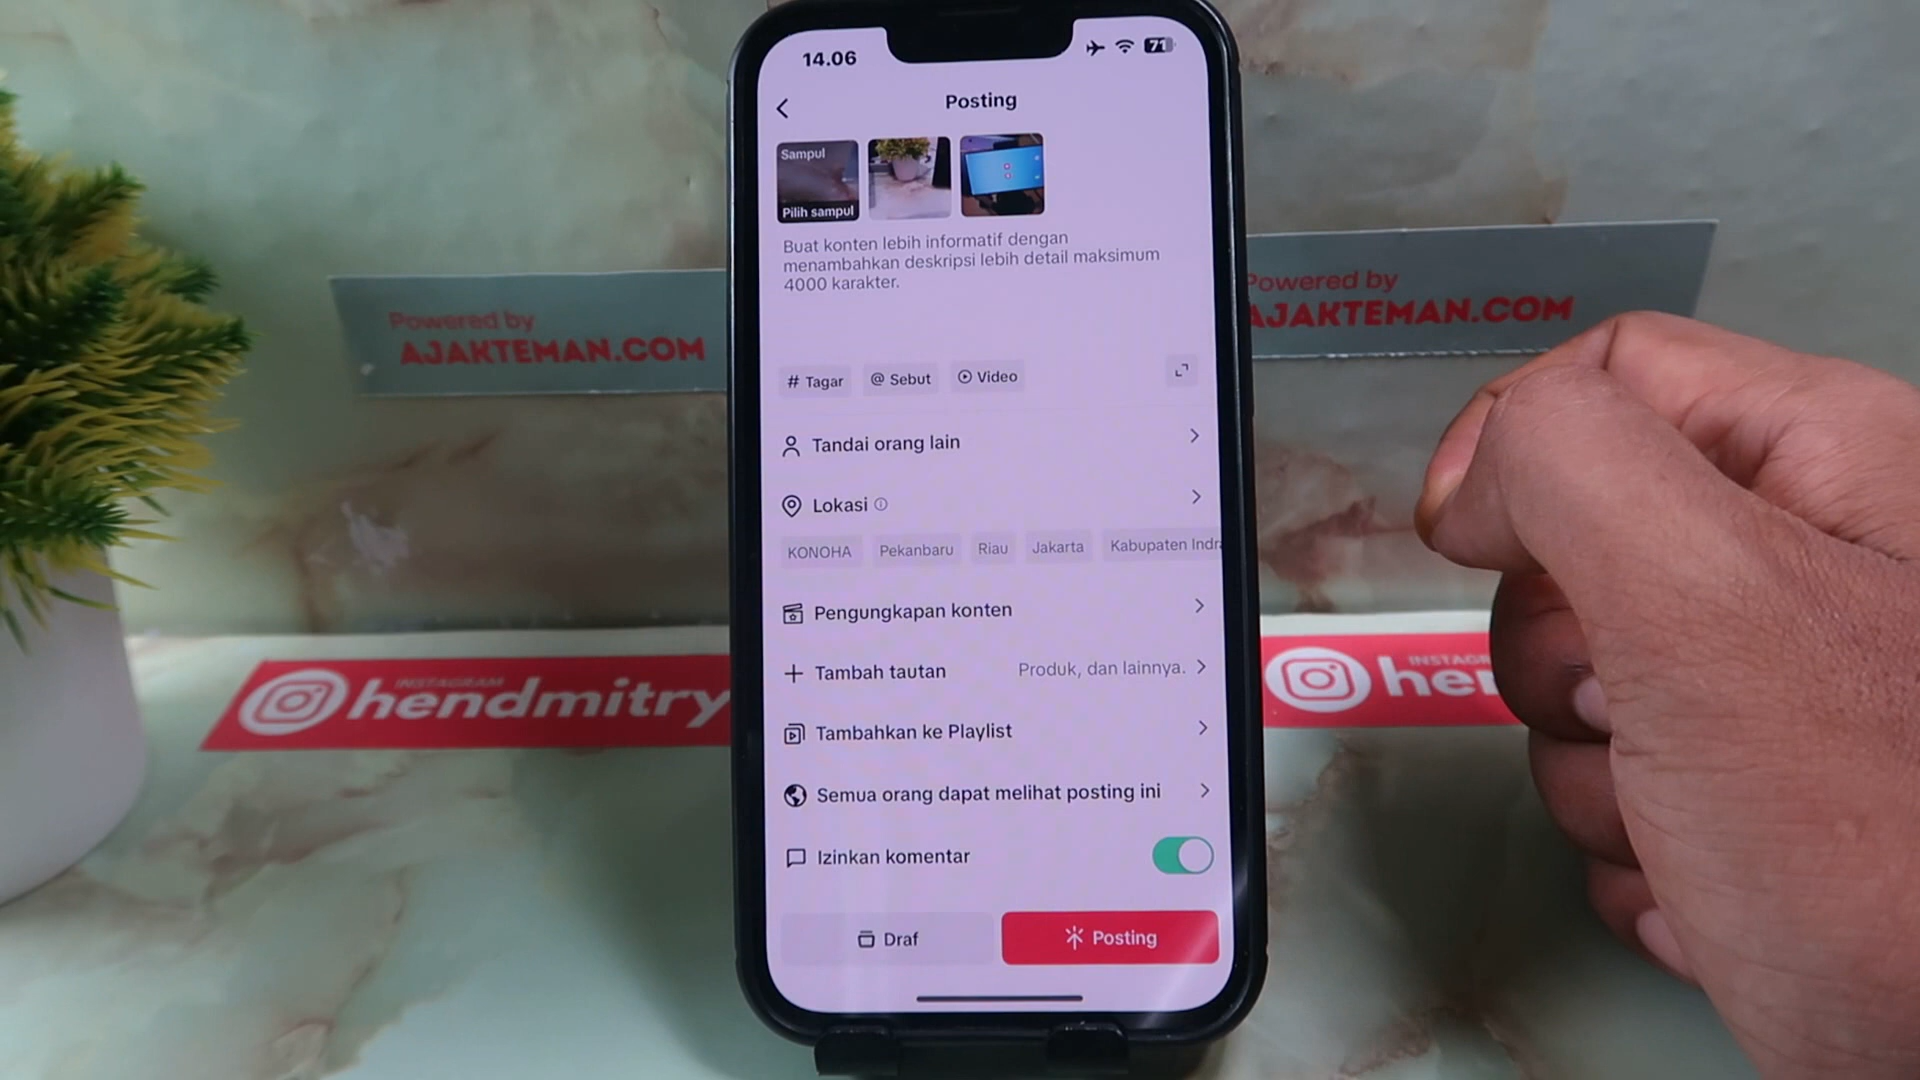 14.06
71
Posting
Sampul
Pilih sampul
Buat konten lebih informatif dengan
menambahkan deskripsi lebih detail maksimum
4000 karakter.
# Tagar
@ Sebut
Video
Tandai orang lain
Lokasi
KONOHA
Pekanbaru
Riau
Jakarta
Kabupaten Indr
Pengungkapan konten
Tambah tautan
Produk, dan lainnya.
Tambahkan ke Playlist
Semua orang dapat melihat posting ini
Izinkan komentar
Draf
Posting
Powered by
AJAKTEMAN.COM
Powered by
AJAKTEMAN.COM
INSTAGRAM
hendmitry
INSTAGR
hen